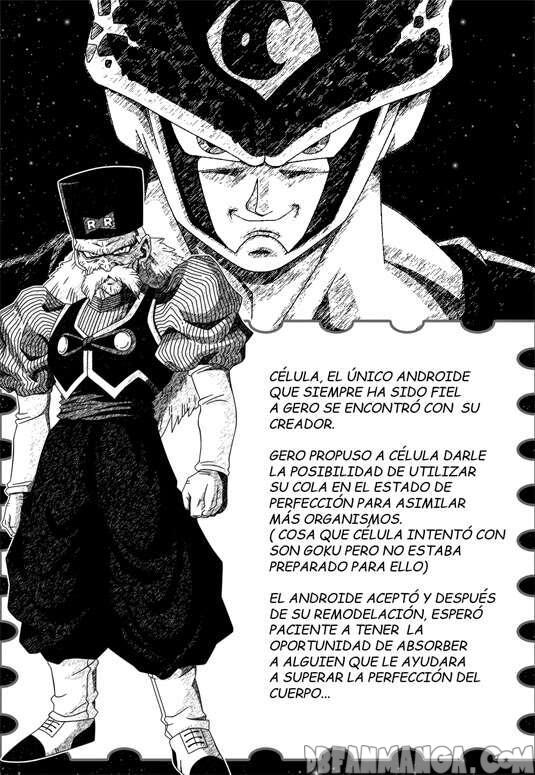 RR
CÉLULA, EL ÚNICO ANDROIDE
QUE SIEMPRE HA SIDO FIEL
A GERO SE ENCONTRÓ CON SU
CREADOR.
GERO PROPUSO A CÉLULA DARLE
LA POSIBILIDAD DE UTILIZAR
SU COLA EN EL ESTADO DE
PERFECCIÓN PARA ASIMILAR
MÁS ORGANISMOS.
( COSA QUE CÉLULA INTENTÓ CON
SON GOKU PERO NO ESTABA
PREPARADO PARA ELLO)
EL ANDROIDE ACEPTÓ Y DESPUÉS
DE SU REMODELACIÓN, ESPERÓ
PACIENTE A TENER LA
OPORTUNIDAD DE ABSORBER
A ALGUIEN QUE LE AYUDARA
A SUPERAR LA PERFECCIÓN DEL
CUERPO...
DBFANMANGA.COM